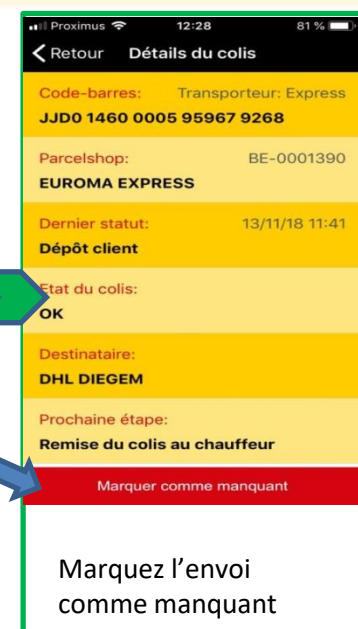 Proximus 12:28 81 %
Retour Détails du colis
Code-barres: Transporteur: Express
JJD0 1460 0005 95967 9268
Parcelshop: BE-0001390
EUROMA EXPRESS
Dernier statut: 13/11/18 11:41
Dépôt client
Etat du colis:
OK
Destinataire:
DHL DIEGEM
Prochaine étape:
Remise du colis au chauffeur
Marquer comme manquant
Marquez l’envoi
comme manquant